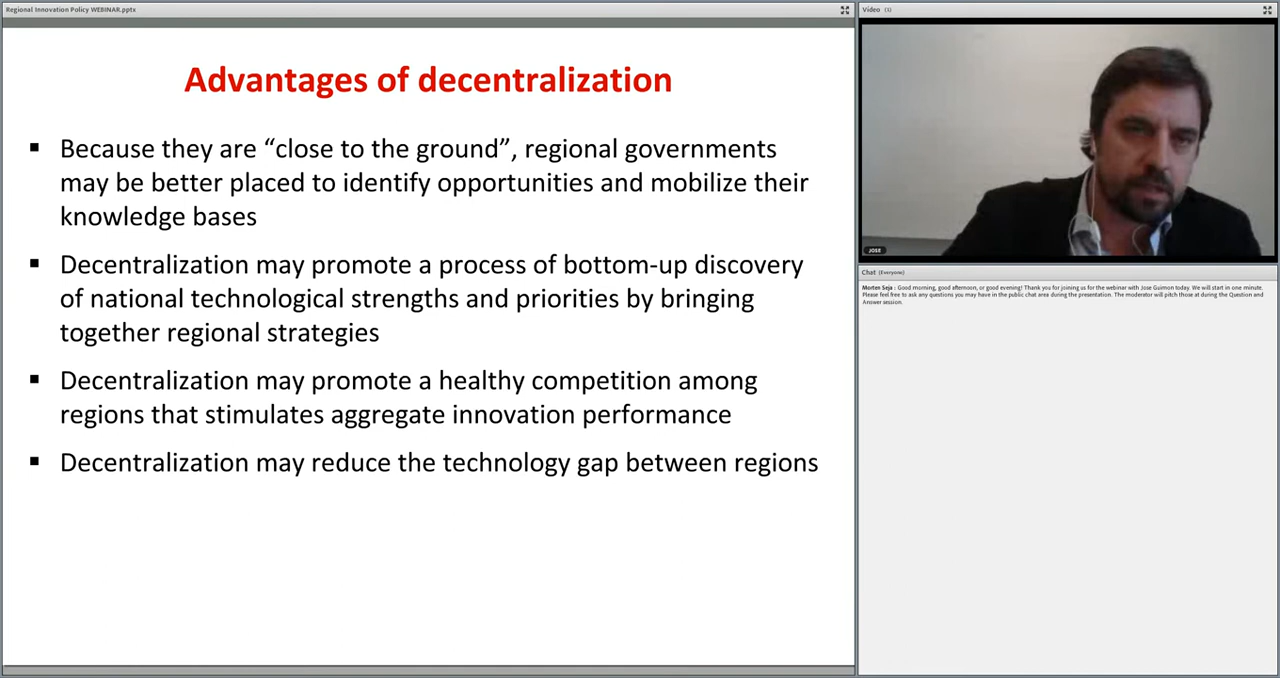 Regional Innovation Policy WEBINAR.pptx
Advantages of decentralization
▪ Because they are “close to the ground”, regional governments
may be better placed to identify opportunities and mobilize their
knowledge bases
▪ Decentralization may promote a process of bottom-up discovery
of national technological strengths and priorities by bringing
together regional strategies
▪ Decentralization may promote a healthy competition among
regions that stimulates aggregate innovation performance
▪ Decentralization may reduce the technology gap between regions
Video (3)
JOSE
Chat (Everyone)
Morten Seja : Good morning, good afternoon, or good evening! Thank you for joining us for the webinar with Jose Guimon today. We will start in one minute.
Please feel free to ask any questions you may have in the public chat area during the presentation. The moderator will pitch those at during the Question and
Answer session.